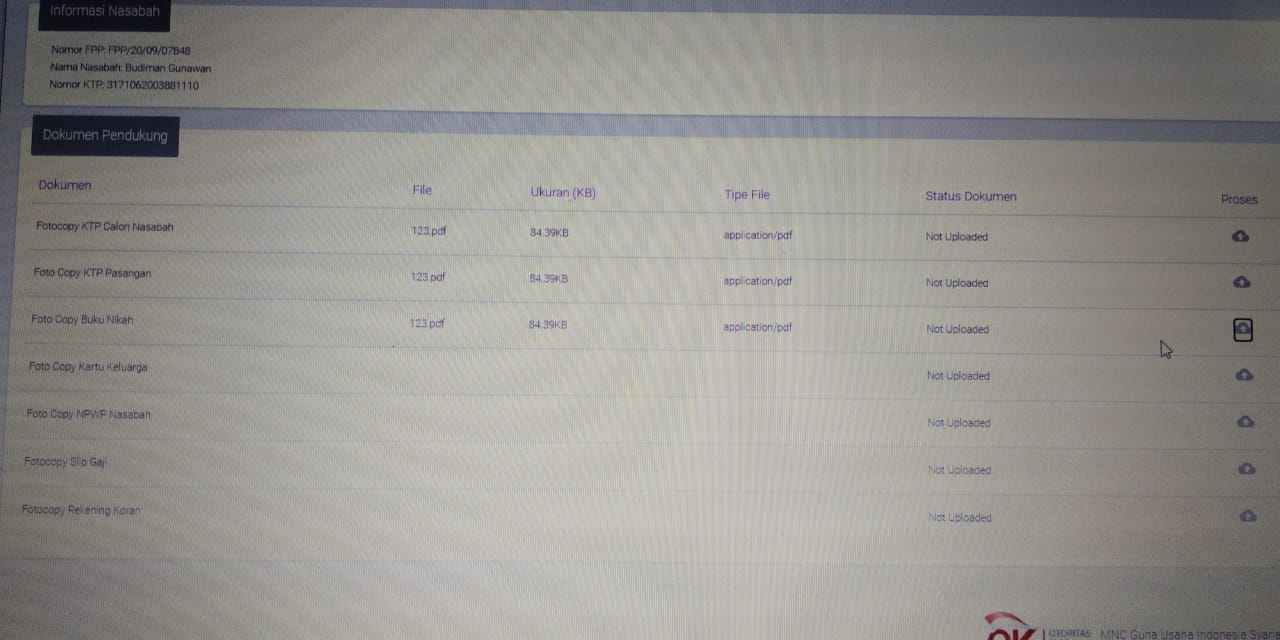 Informasi Nasabah
Nomor FPP: FPP/20/09/07848
Nama Nasabah: Budiman Gunawan
Nomor KTP: 3171062003881110
Dokumen Pendukung
Dokumen File Ukuran (KB) Tipe File Status Dokumen Proses
Fotocopy KTP Calon Nasabah 123.pdf 84.39KB application/pdf Not Uploaded
Foto Copy KTP Pasangan 123.pdf 84.39KB application/pdf Not Uploaded
Foto Copy Buku Nikah 123.pdf 84.39KB application/pdf Not Uploaded
Foto Copy Kartu Keluarga Not Uploaded
Foto Copy NPWP Nasabah Not Uploaded
Fotocopy Slip Gaji Not Uploaded
Fotocopy Rekening Koran Not Uploaded
OTORITAS MNC Guna Usaha Indonesia